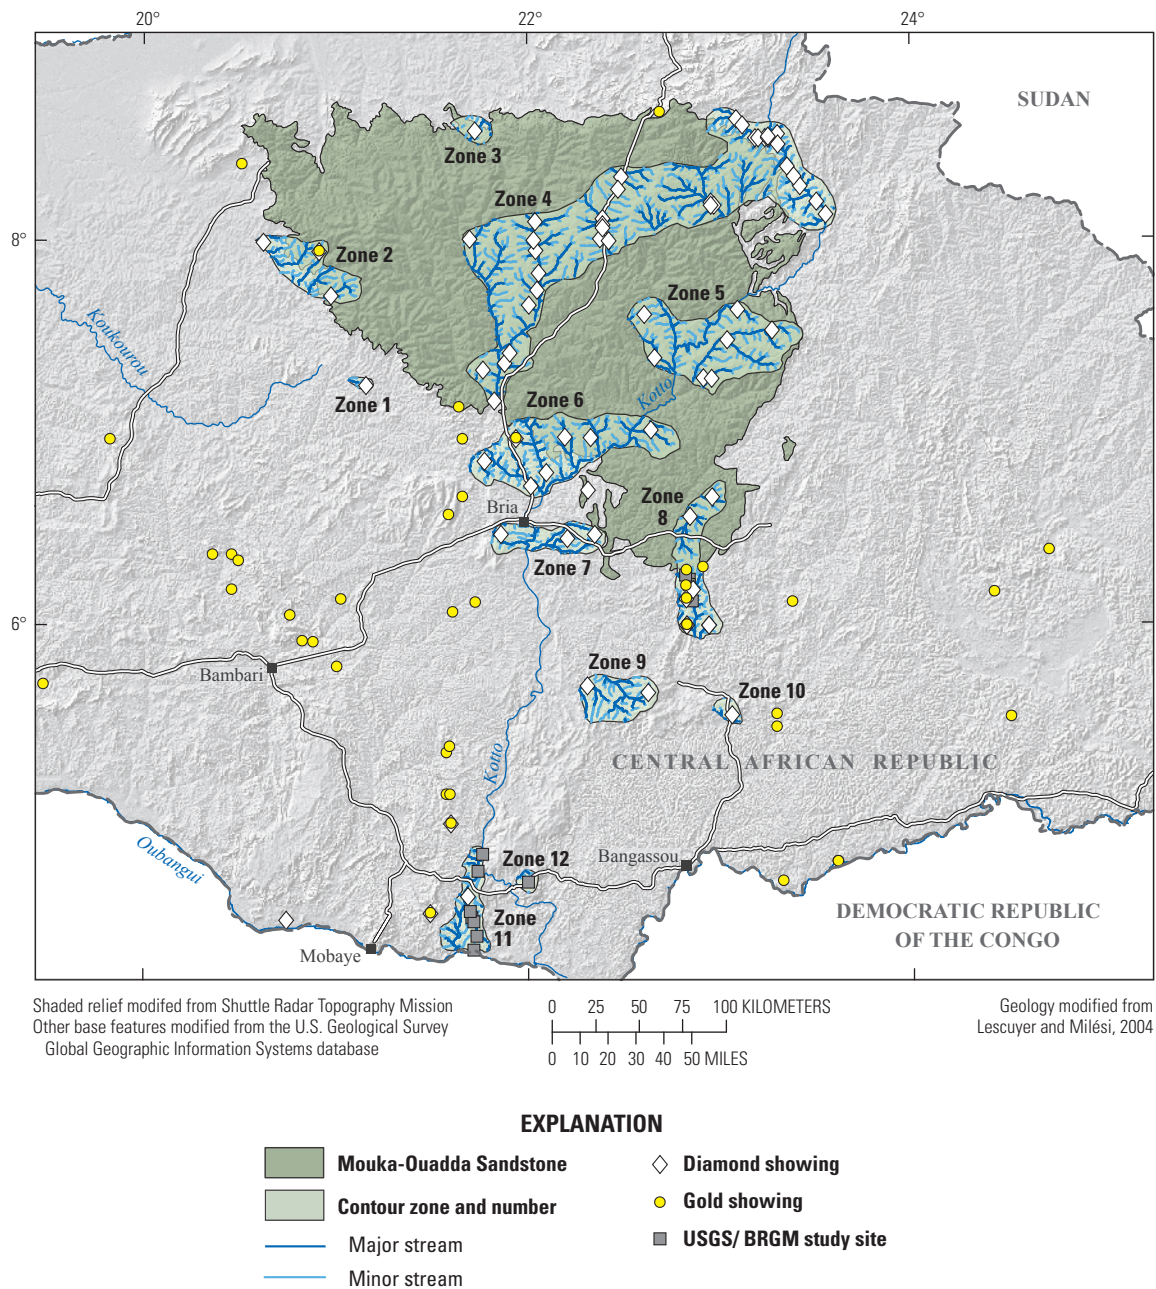 20°
22°
24°
SUDAN
Zone 3
Zone 4
8°
Zone 2
Zone 5
Koukourou
Zone 1
Kotto
Zone 6
Zone
8
Bria
Zone 7
6°
Bambari
Zone 9
Zone 10
Kotto
CENTRAL AFRICAN REPUBLIC
Oubangui
Zone 12
Bangassou
Zone
11
DEMOCRATIC REPUBLIC
OF THE CONGO
Mobaye
Shaded relief modifed from Shuttle Radar Topography Mission
Other base features modified from the U.S. Geological Survey
Global Geographic Information Systems database
0 25 50 75 100 KILOMETERS
0 10 20 30 40 50 MILES
Geology modified from
Lescuyer and Milési, 2004
EXPLANATION
Mouka-Ouadda Sandstone
Contour zone and number
Major stream
Minor stream
Diamond showing
Gold showing
USGS/ BRGM study site